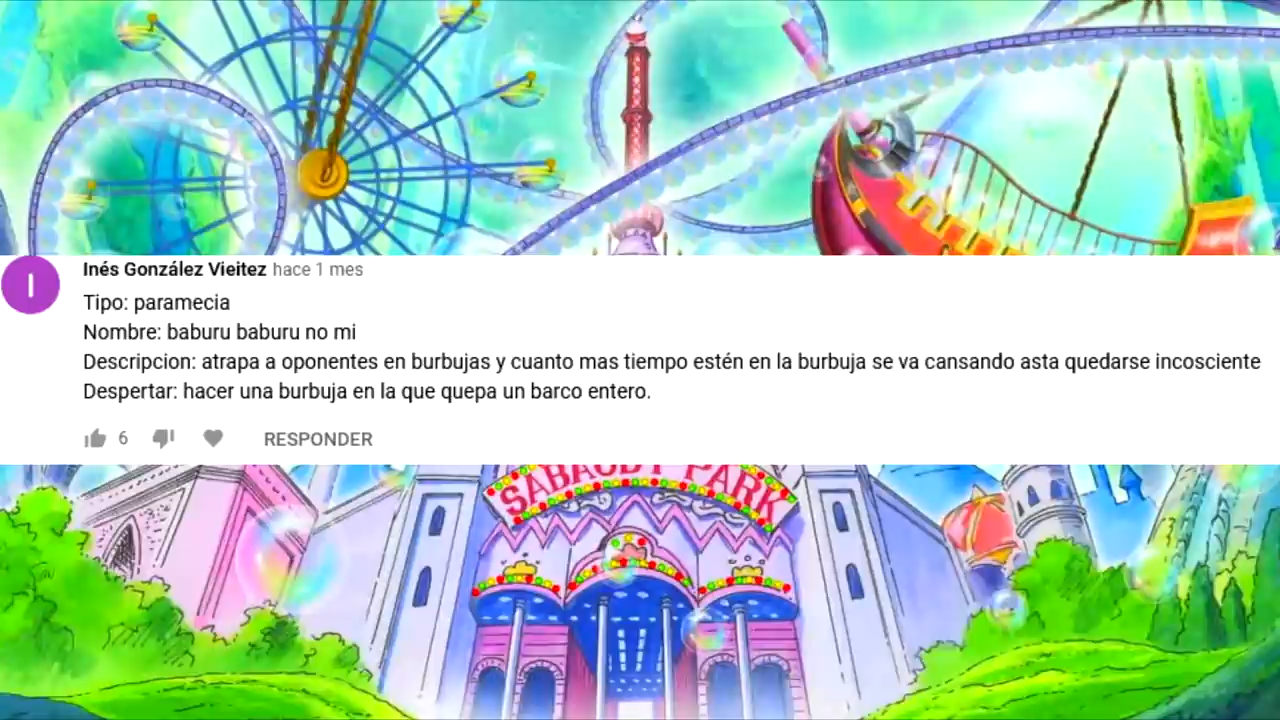 Inés González Vieitez hace 1 mes
I
Tipo: paramecia
Nombre: baburu baburu no mi
Descripcion: atrapa a oponentes en burbujas y cuanto mas tiempo estén en la burbuja se va cansando asta quedarse incosciente
Despertar: hacer una burbuja en la que quepa un barco entero.
6 RESPONDER
SABAODY PARK